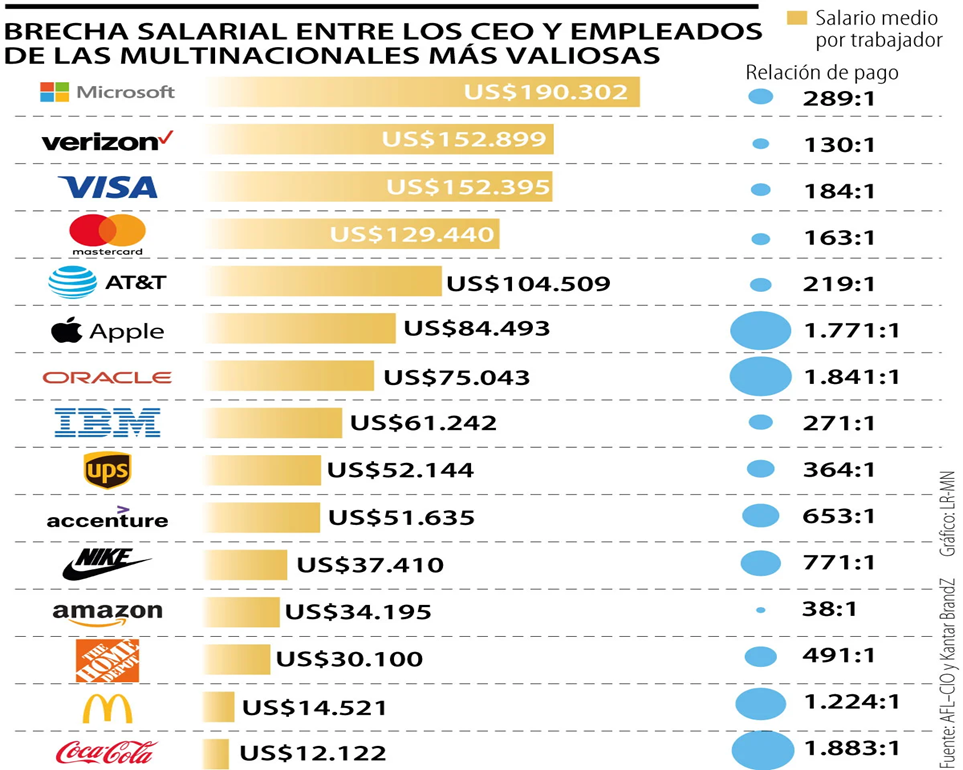 BRECHA SALARIAL ENTRE LOS CEO Y EMPLEADOS
DE LAS MULTINACIONALES MÁS VALIOSAS
Salario medio
por trabajador
Relación de pago
Microsoft US$190.302 289:1
verizon US$152.899 130:1
VISA US$152.395 184:1
mastercard US$129.440 163:1
AT&T US$104.509 219:1
Apple US$84.493 1.771:1
ORACLE US$75.043 1.841:1
IBM US$61.242 271:1
ups US$52.144 364:1
accenture US$51.635 653:1
NIKE US$37.410 771:1
amazon US$34.195 38:1
THE HOME DEPOT US$30.100 491:1
M US$14.521 1.224:1
Coca-Cola US$12.122 1.883:1
Fuente: AFL-CIO y Kantar BrandZ Gráfico: LR-MN